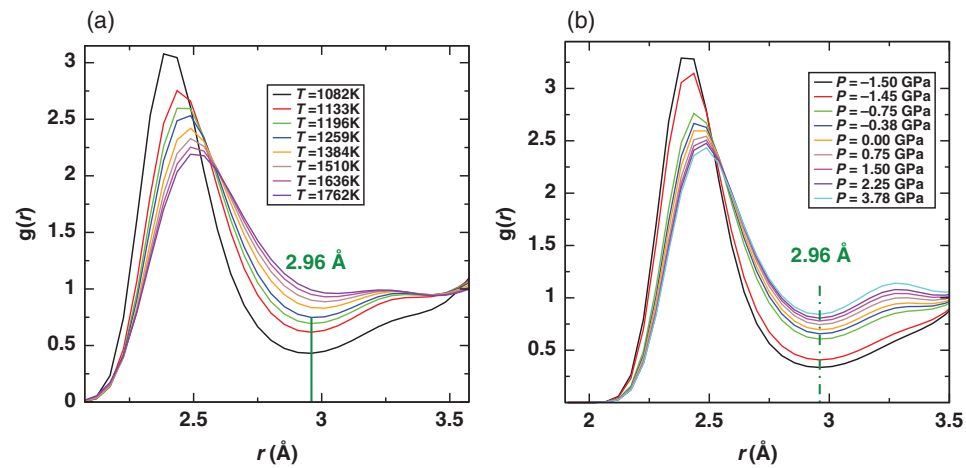 (a)
3
2.5
2
1.5
1
0.5
0
2.5
3
3.5
g(r)
r (Å)
T =1082K
T =1133K
T =1196K
T =1259K
T =1384K
T =1510K
T =1636K
T =1762K
2.96 Å
(b)
3
2.5
2
1.5
1
0.5
2
2.5
3
3.5
g(r)
r (Å)
P = –1.50 GPa
P = –1.45 GPa
P = –0.75 GPa
P = –0.38 GPa
P = 0.00 GPa
P = 0.75 GPa
P = 1.50 GPa
P = 2.25 GPa
P = 3.78 GPa
2.96 Å